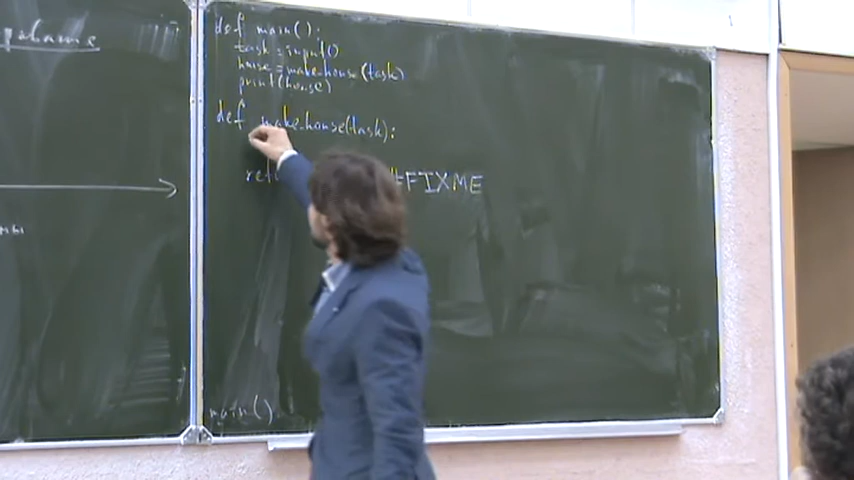 def main():
task = input()
house = make_house(task)
print(house)
def make_house(task):
#FIXME
main()